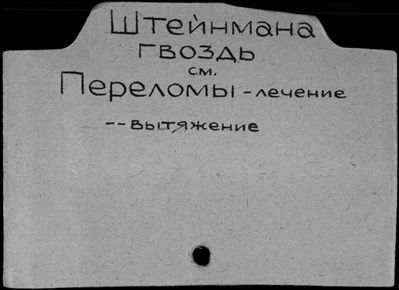 Штейнмана
гвоздь
см.
Переломы - лечение
-- вытяжение